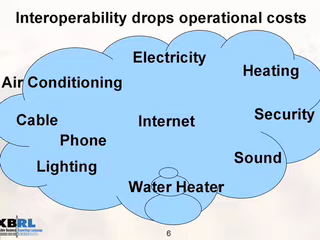 Interoperability drops operational costs
Electricity
Heating
Air Conditioning
Cable
Internet
Security
Phone
Sound
Lighting
Water Heater
XBRL
6